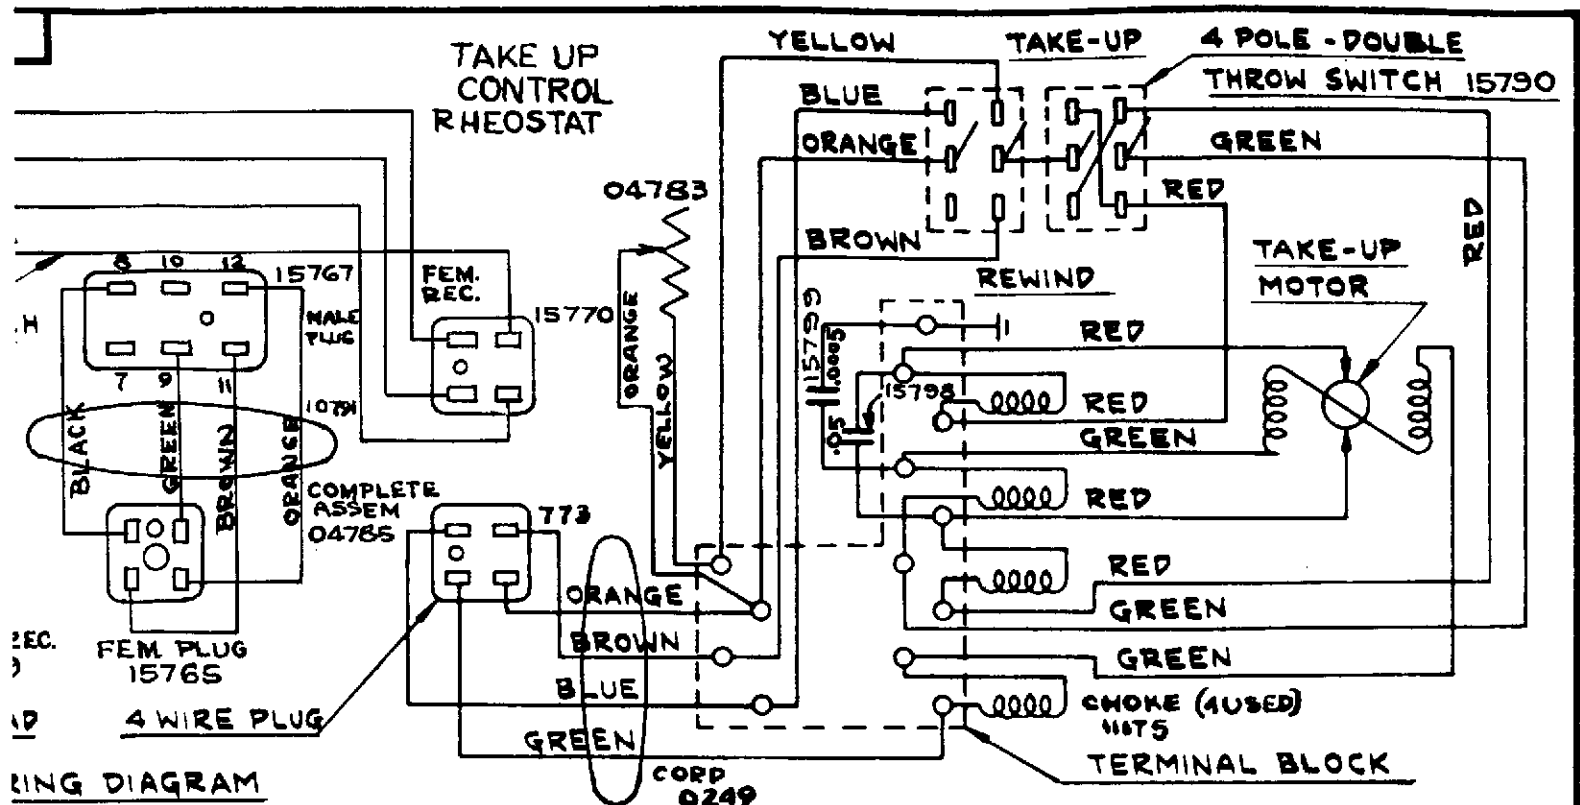 TAKE UP
CONTROL
RHEOSTAT
YELLOW
TAKE-UP
4 POLE - DOUBLE
THROW SWITCH 15790
BLUE
ORANGE
GREEN
RED
RED
BROWN
04783
ORANGE
YELLOW
REWIND
TAKE-UP
MOTOR
8 10 12
15767
MALE
PLUG
.H
7 9 11
10791
FEM.
REC.
15770
15799
.0005
15798
.05
RED
RED
GREEN
RED
RED
GREEN
GREEN
BLACK
GREEN
BROWN
ORANGE
COMPLETE
ASSEM
04785
773
ORANGE
BROWN
BLUE
GREEN
FEM PLUG
15765
4 WIRE PLUG
CORD
0249
CHOKE (4 USED)
TERMINAL BLOCK
RING DIAGRAM